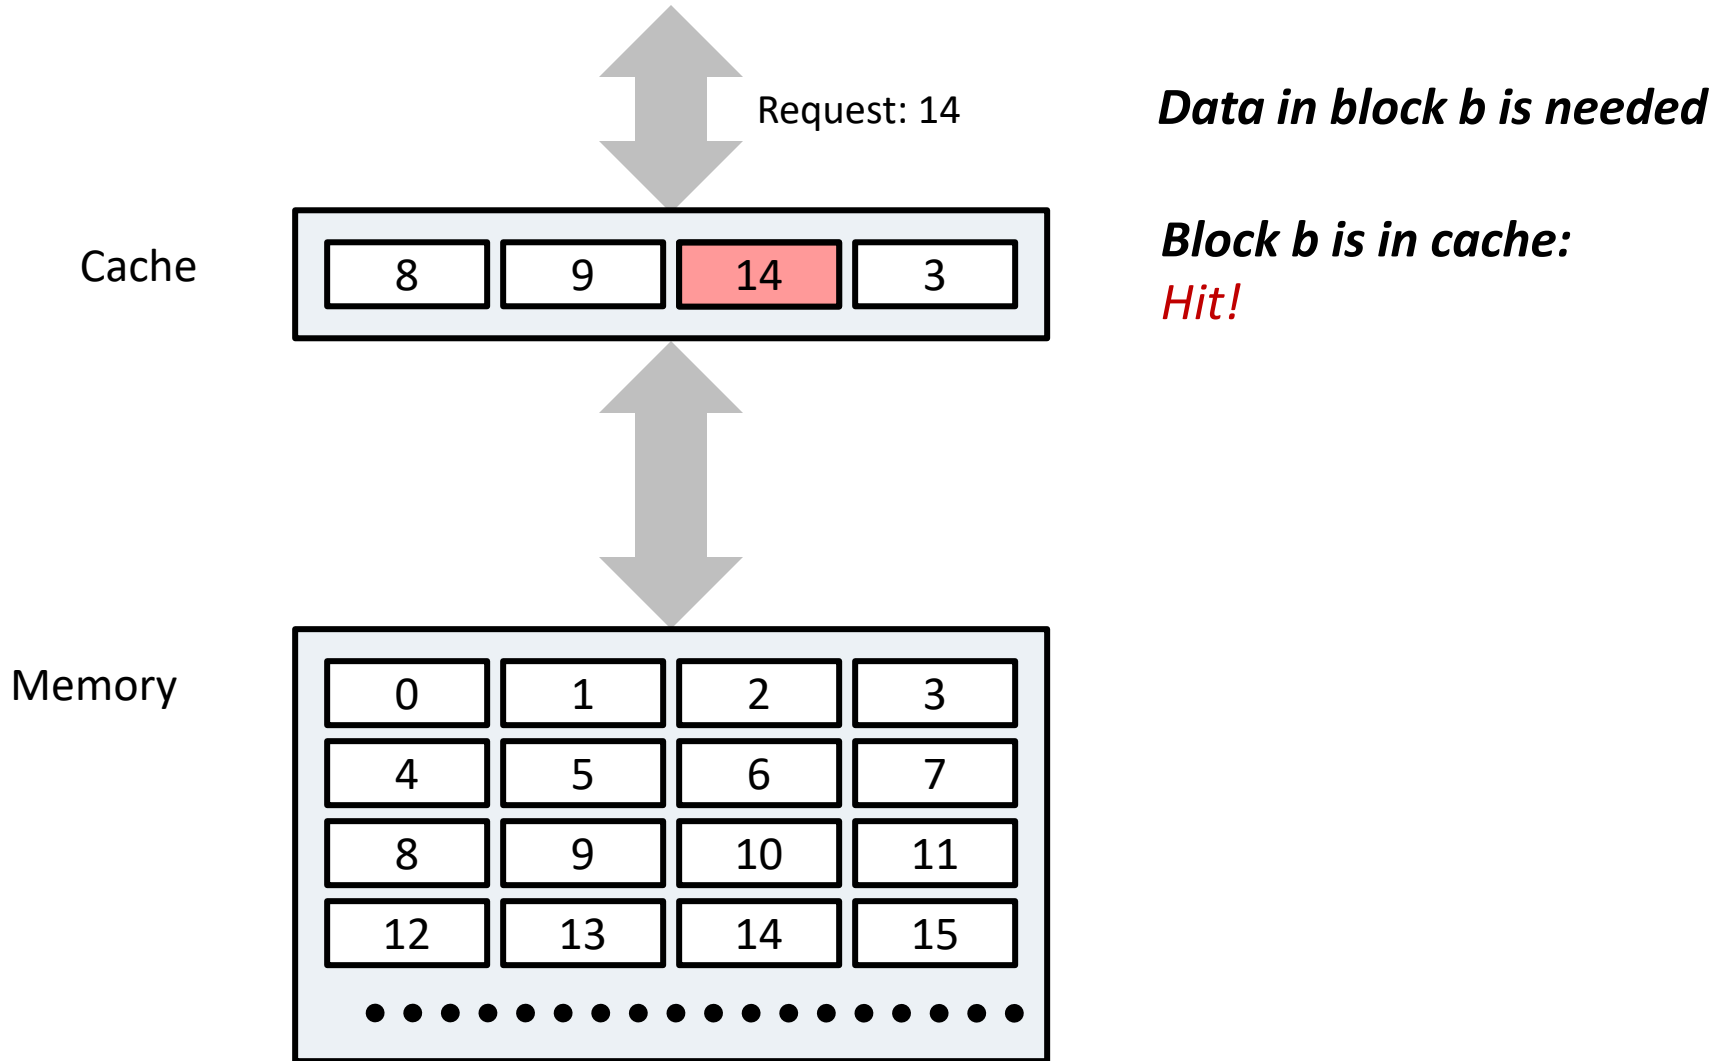 Request: 14
Data in block b is needed
Cache
8 9 14 3
Block b is in cache:
Hit!
Memory
0 1 2 3
4 5 6 7
8 9 10 11
12 13 14 15